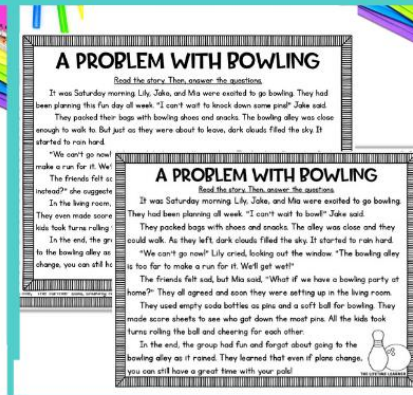 A PROBLEM WITH BOWLING
Read the story. Then, answer the questions.
It was Saturday morning. Lily, Jake, and Mia were excited to go bowling. They had
been planning this fun day all week. "I can't wait to knock down some pins!" Jake said.
They packed their bags with bowling shoes and snacks. The bowling alley was close
enough to walk to. But just as they were about to leave, dark clouds filled the sky. It
started to rain hard.
"We can't go now!
make a run for it. We'
The friends felt
instead?" she suggeste
In the living room,
They even made score
kids took turns rolling
In the end, the
to the bowling alley as
change, you can still
A PROBLEM WITH BOWLING
Read the story. Then, answer the questions.
It was Saturday morning. Lily, Jake, and Mia were excited to go bowling.
They had been planning all week. "I can't wait to bowl!" Jake said.
They packed bags with shoes and snacks. The alley was close and they
could walk. As they left, dark clouds filled the sky. It started to rain hard.
"We can't go now!" Lily cried, looking out the window. "The bowling alley
is too far to make a run for it. We'll get wet!"
The friends felt sad, but Mia said, "What if we have a bowling party at
home?" They all agreed and soon they were setting up in the living room.
They used empty soda bottles as pins and a soft ball for bowling. They
made score sheets to see who got down the most pins. All the kids took
turns rolling the ball and cheering for each other.
In the end, the group had fun and forgot about going to the
bowling alley as it rained. They learned that even if plans change,
you can still have a great time with your pals!
THE LIFETIME LEARNER